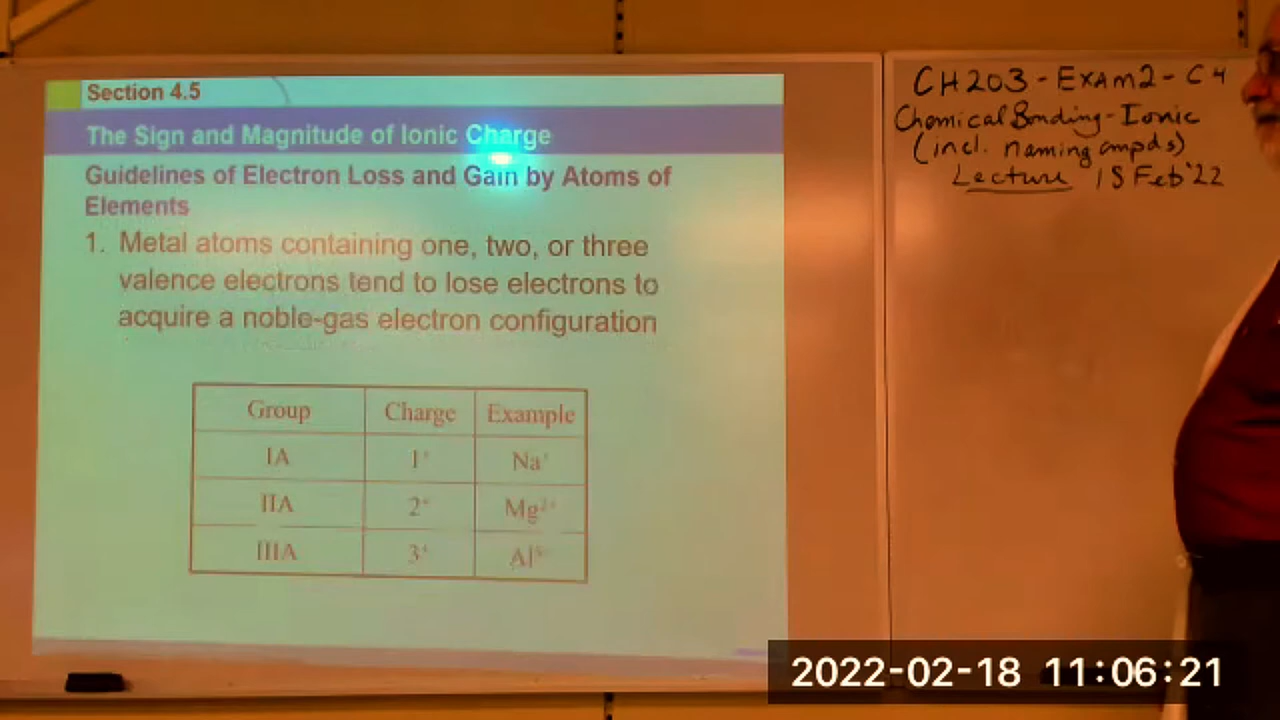 Section 4.5
The Sign and Magnitude of Ionic Charge
Guidelines of Electron Loss and Gain by Atoms of
Elements
1. Metal atoms containing one, two, or three
valence electrons tend to lose electrons to
acquire a noble-gas electron configuration
Group Charge Example
IA 1⁺ Na⁺
IIA 2⁺ Mg²⁺
IIIA 3⁺ Al³⁺
CH203-EXAM2-C4
Chemical Bonding-Ionic
(incl. naming cmpds)
Lecture 18 Feb'22
2022-02-18 11:06:21